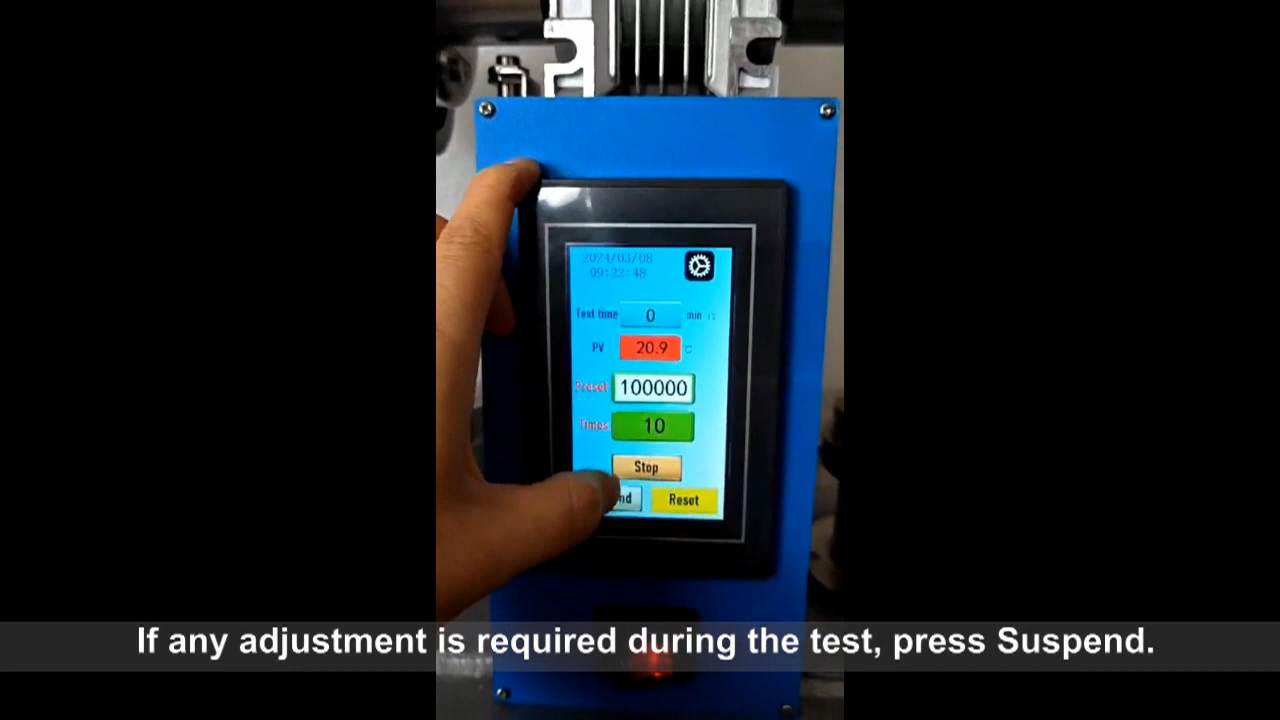 2024/03/08
09:22:48
Test time 0 min
PV 20.9 C
Preset 100000
Times 10
Stop
nd Reset
If any adjustment is required during the test, press Suspend.